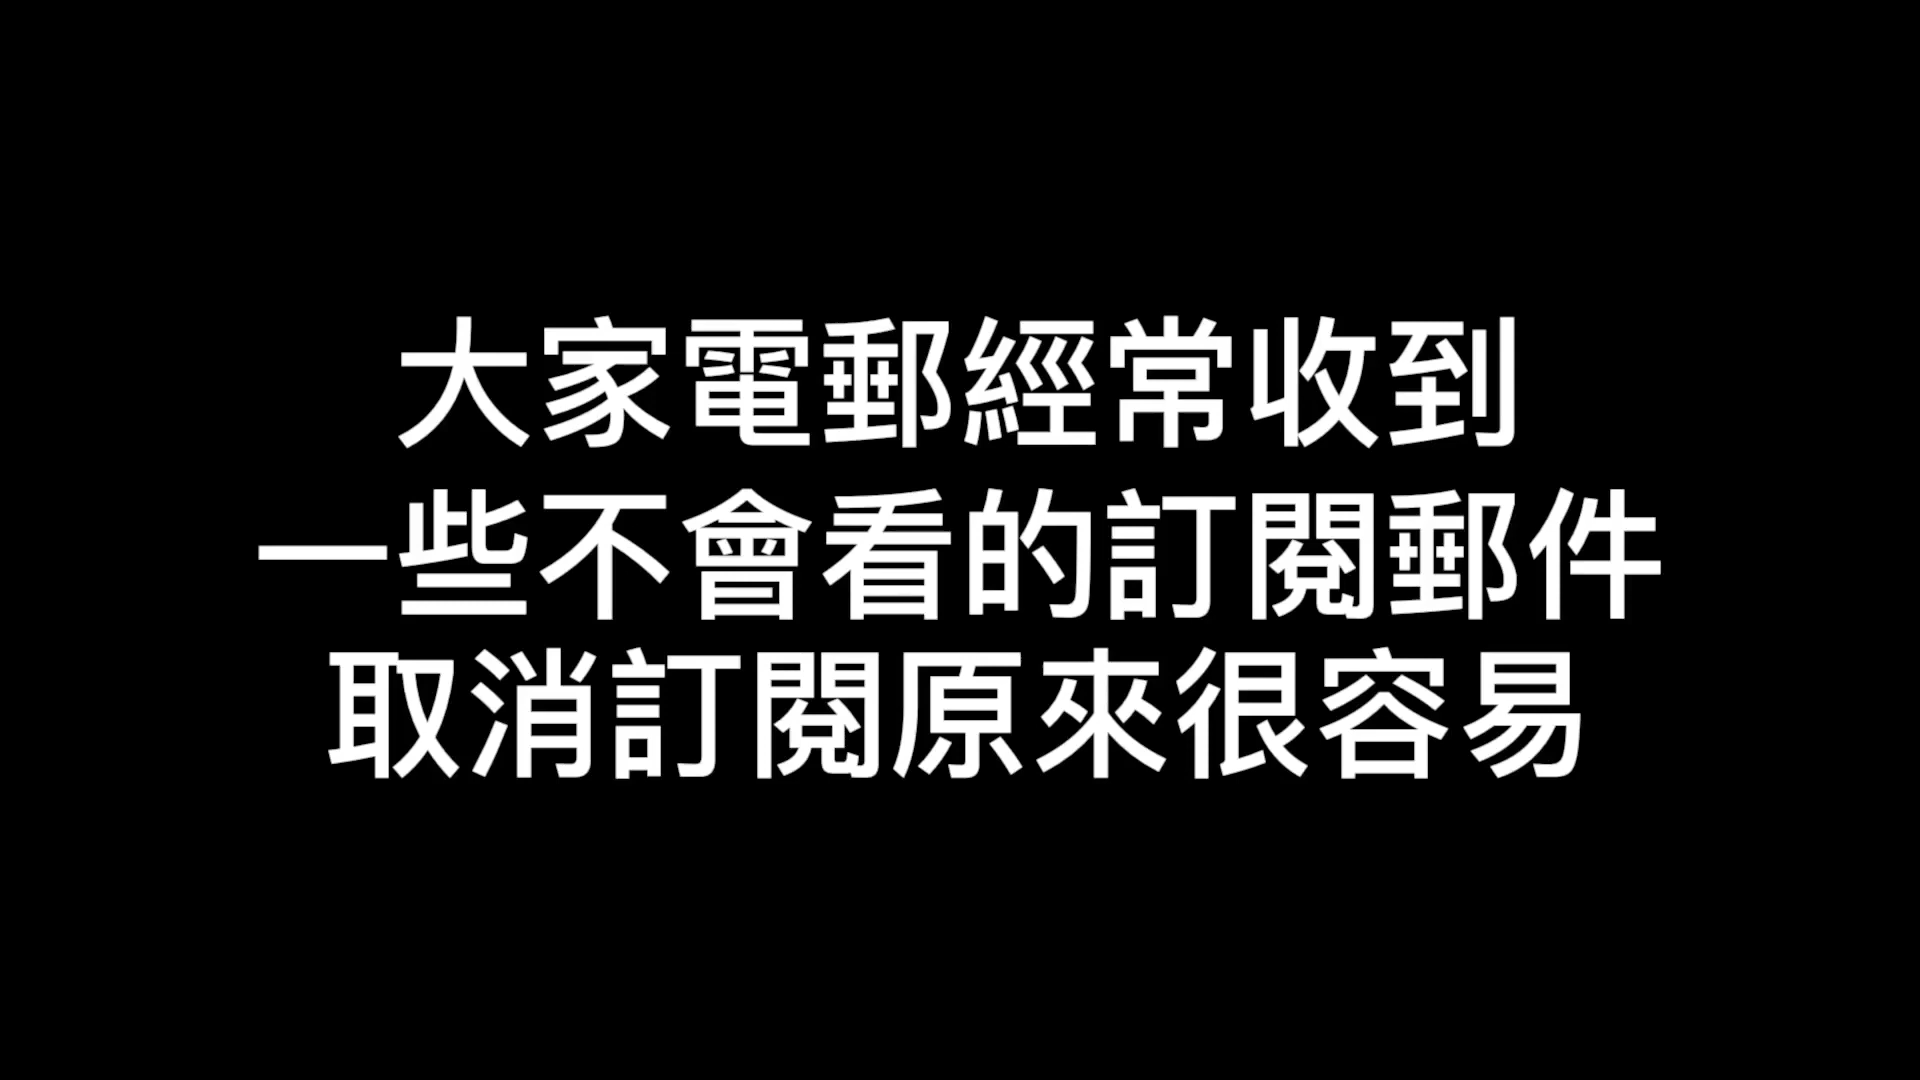 大家電郵經常收到
一些不會看的訂閱郵件
取消訂閱原來很容易